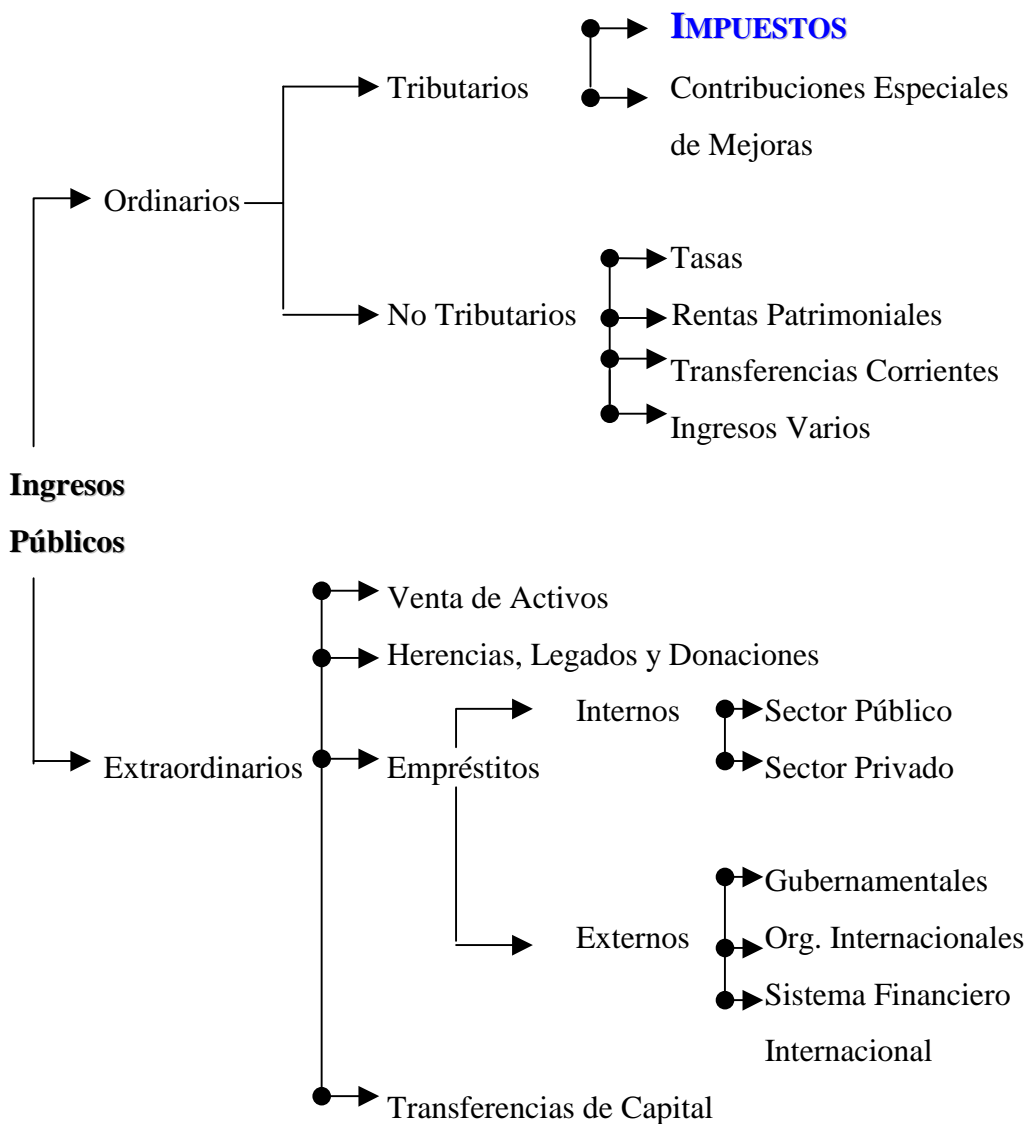 IMPUESTOS
Tributarios
Contribuciones Especiales
de Mejoras
Ordinarios
Tasas
No Tributarios
Rentas Patrimoniales
Transferencias Corrientes
Ingresos Varios
Ingresos
Públicos
Venta de Activos
Herencias, Legados y Donaciones
Internos
Sector Público
Extraordinarios
Empréstitos
Sector Privado
Gubernamentales
Externos
Org. Internacionales
Sistema Financiero
Internacional
Transferencias de Capital